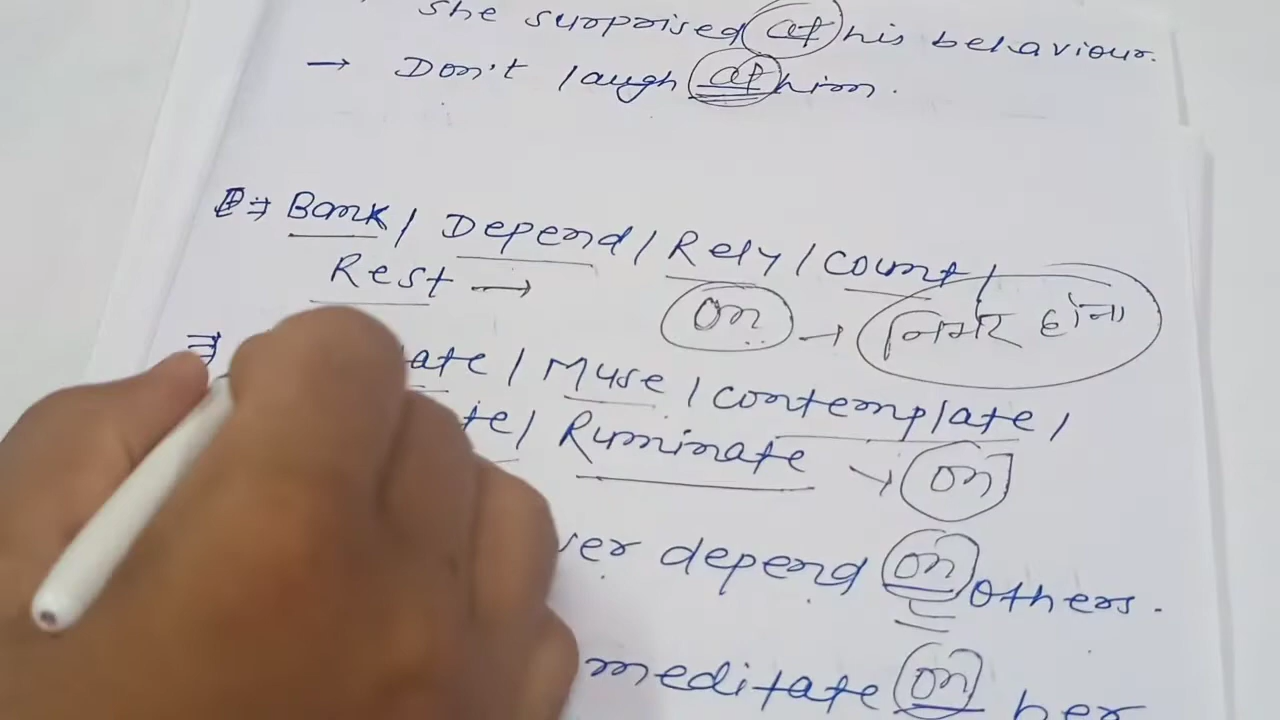 she surprised at his behaviour.
→ Don't laugh at him.
⇒ Bank / Depend / Rely / Count /
Rest → on → निर्भर होना
⇒ ate / Muse / contemplate /
te / Ruminate → on
ver depend on others.
meditate on her